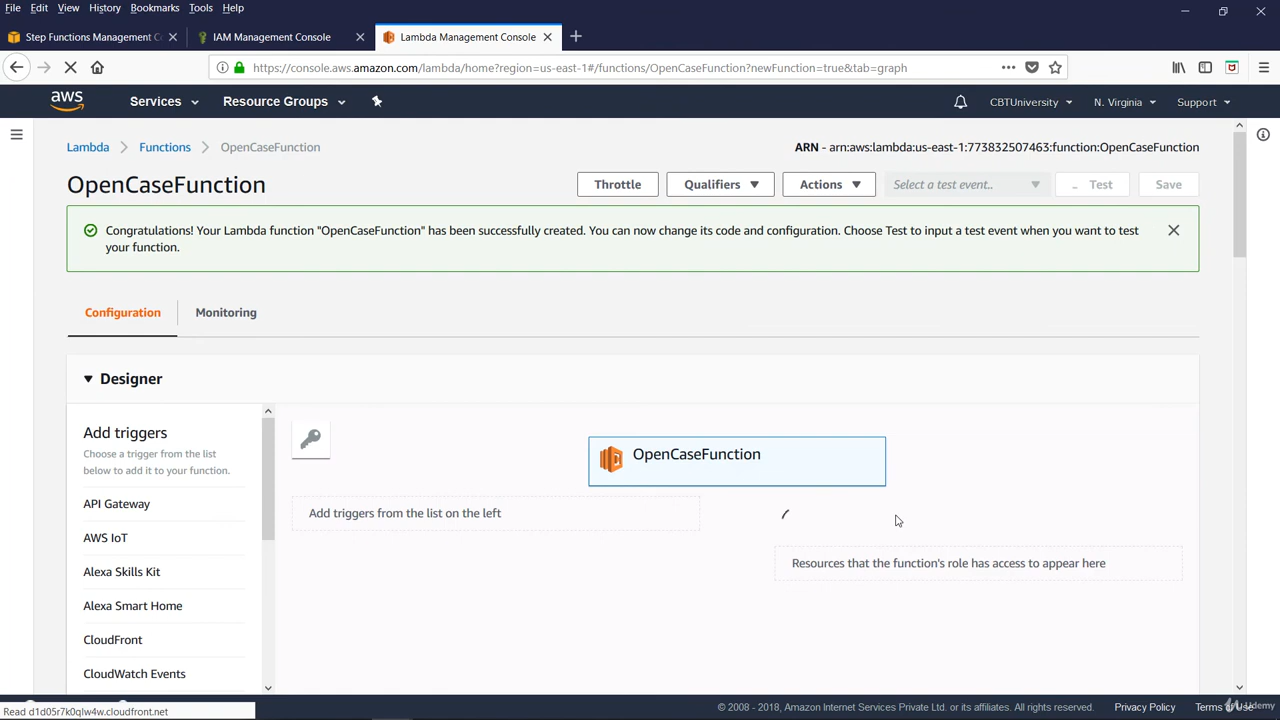 File Edit View History Bookmarks Tools Help
Step Functions Management C
IAM Management Console
Lambda Management Console
https://console.aws.amazon.com/lambda/home?region=us-east-1#/functions/OpenCaseFunction?newFunction=true&tab=graph
aws Services Resource Groups CBTUniversity N. Virginia Support
Lambda Functions OpenCaseFunction
ARN - arn:aws:lambda:us-east-1:773832507463:function:OpenCaseFunction
OpenCaseFunction
Throttle Qualifiers Actions Select a test event.. Test Save
Congratulations! Your Lambda function "OpenCaseFunction" has been successfully created. You can now change its code and configuration. Choose Test to input a test event when you want to test
your function.
Configuration Monitoring
Designer
Add triggers
Choose a trigger from the list
below to add it to your function.
API Gateway
AWS IoT
Alexa Skills Kit
Alexa Smart Home
CloudFront
CloudWatch Events
OpenCaseFunction
Add triggers from the list on the left
Resources that the function's role has access to appear here
Read d1d05r7k0qlw4w.cloudfront.net
© 2008 - 2018, Amazon Internet Services Private Ltd. or its affiliates. All rights reserved. Privacy Policy Terms
Udemy